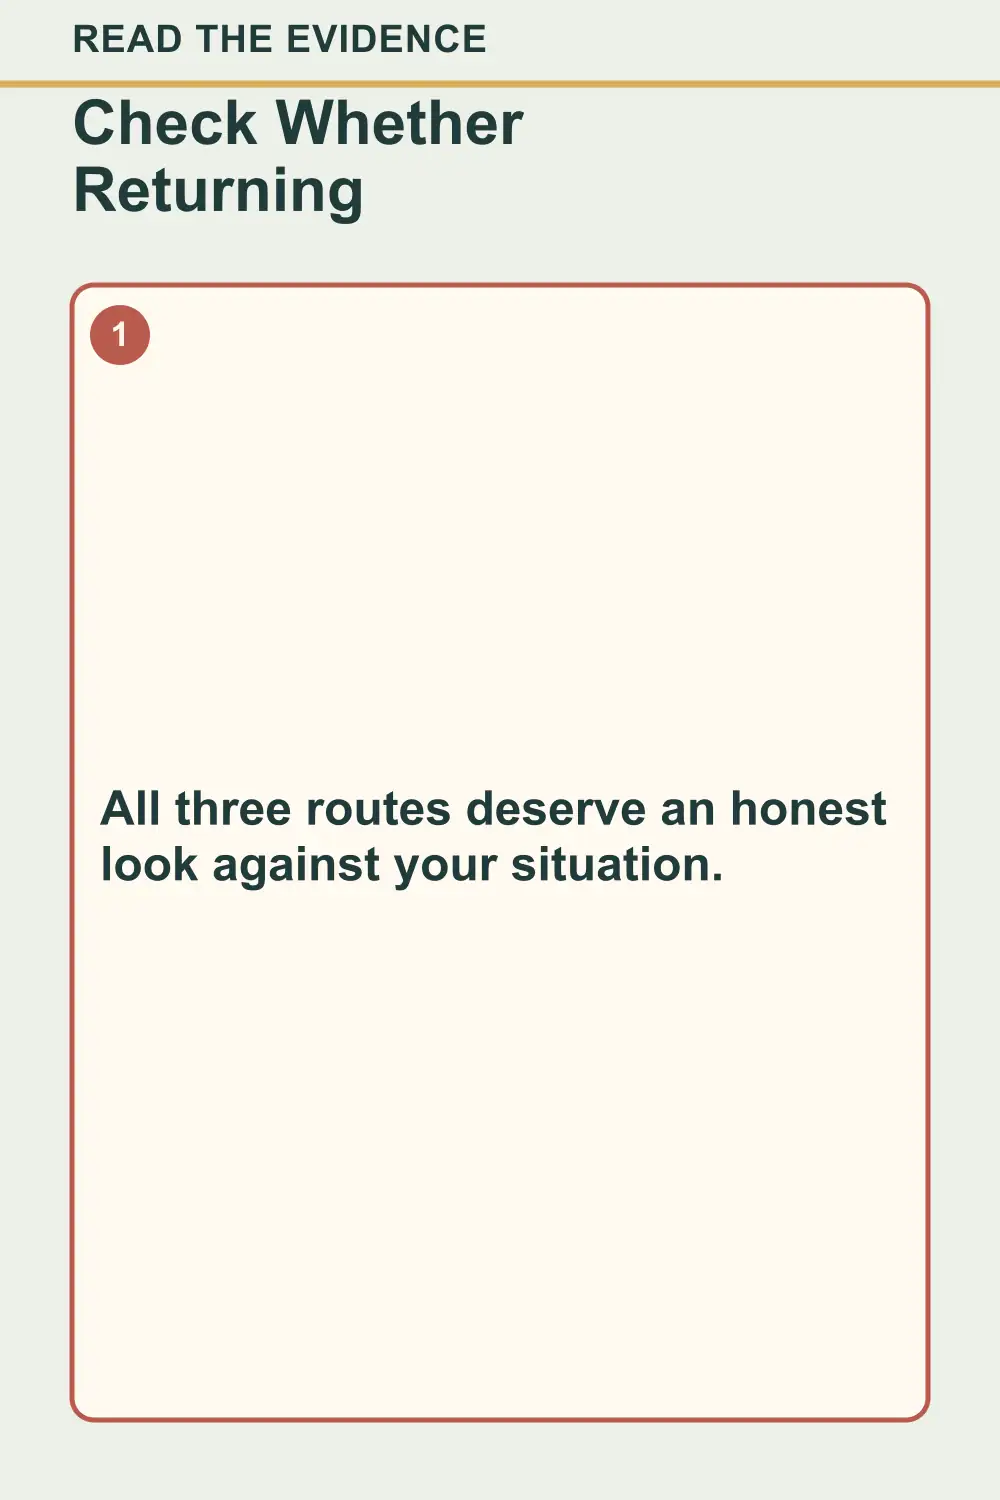 READ THE EVIDENCE
Check Whether
Returning
1
All three routes deserve an honest
look against your situation.